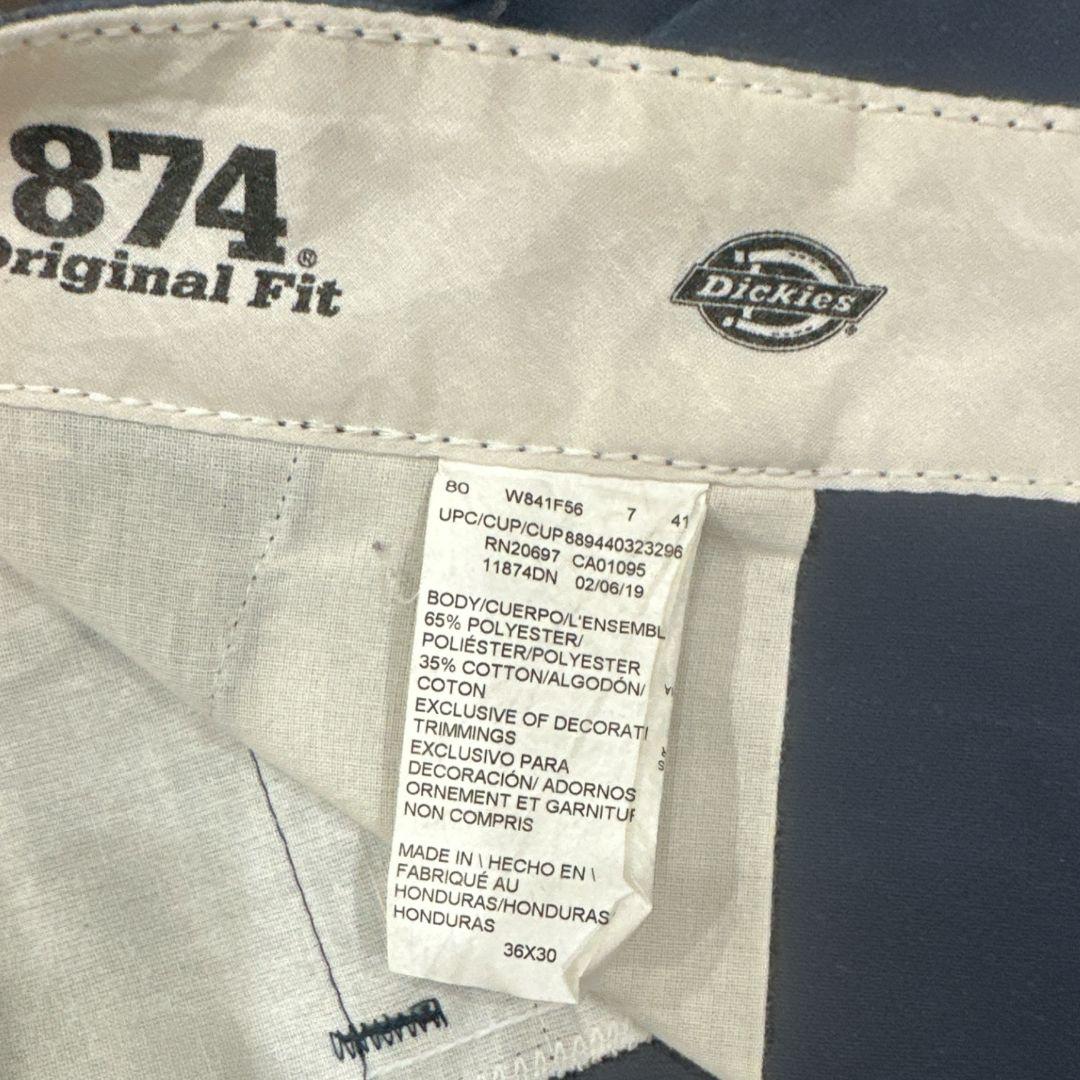 874®
Original Fit
Dickies®
80 W841F56 7 41
UPC/CUP/CUP889440323296
RN20697 CA01095
11874DN 02/06/19
BODY/CUERPO/L'ENSEMBL
65% POLYESTER/
POLIÉSTER/POLYESTER
35% COTTON/ALGODÓN/
COTON
EXCLUSIVE OF DECORATI
TRIMMINGS
EXCLUSIVO PARA
DECORACIÓN/ ADORNOS
ORNEMENT ET GARNITUR
NON COMPRIS
MADE IN \ HECHO EN \
FABRIQUÉ AU
HONDURAS/HONDURAS
HONDURAS
36X30